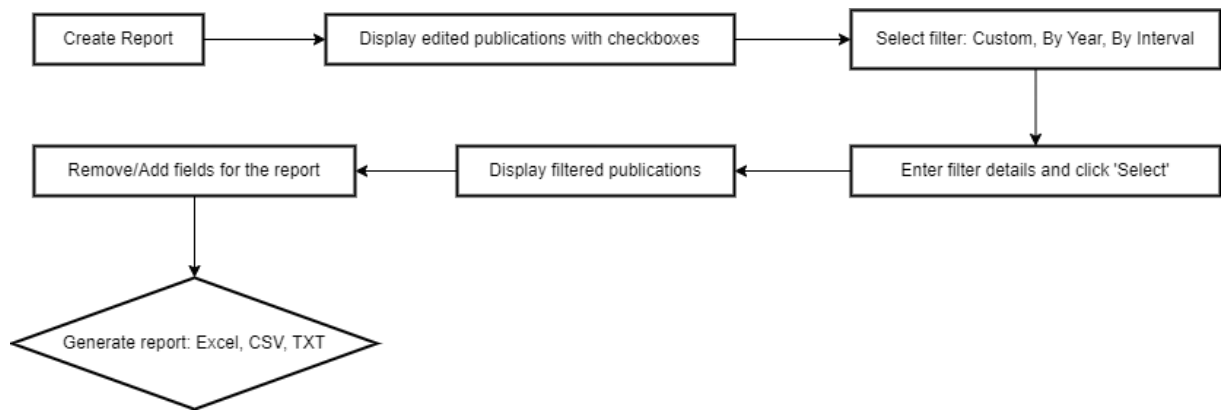 Create Report
Display edited publications with checkboxes
Select filter: Custom, By Year, By Interval
Enter filter details and click 'Select'
Display filtered publications
Remove/Add fields for the report
Generate report: Excel, CSV, TXT